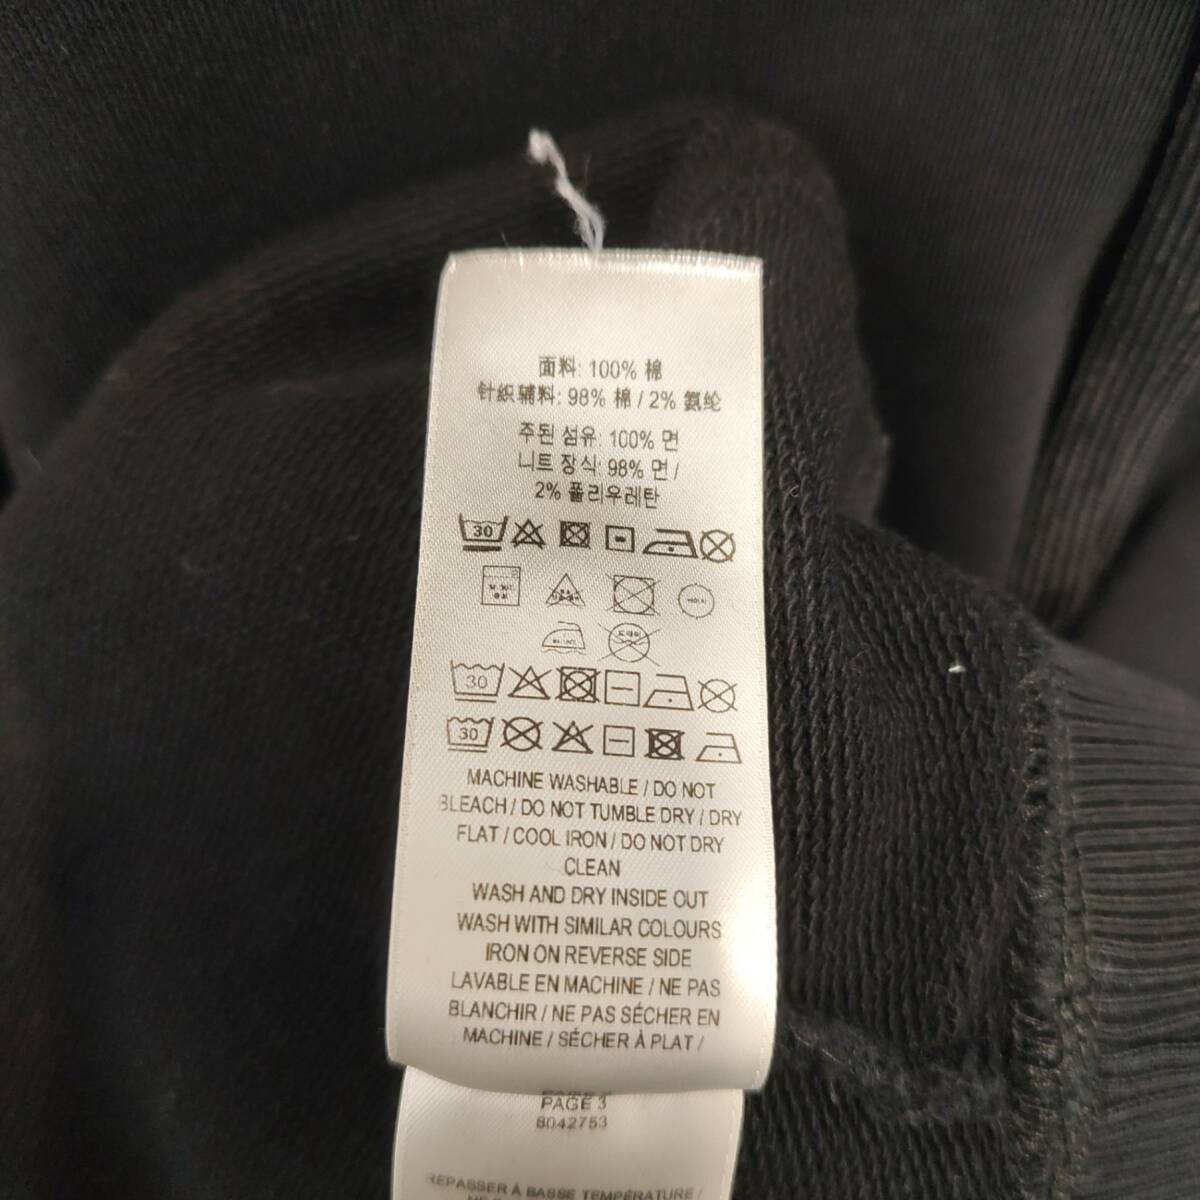 面料: 100% 棉
针织辅料: 98% 棉 / 2% 氨纶
주된 섬유: 100% 면
니트 장식: 98% 면 /
2% 폴리우레탄
30
30
30
MACHINE WASHABLE / DO NOT
BLEACH / DO NOT TUMBLE DRY / DRY
FLAT / COOL IRON / DO NOT DRY
CLEAN
WASH AND DRY INSIDE OUT
WASH WITH SIMILAR COLOURS
IRON ON REVERSE SIDE
LAVABLE EN MACHINE / NE PAS
BLANCHIR / NE PAS SÉCHER EN
MACHINE / SÉCHER À PLAT /
PAGE 3
8042753
REPASSER À BASSE TEMPÉRATURE /